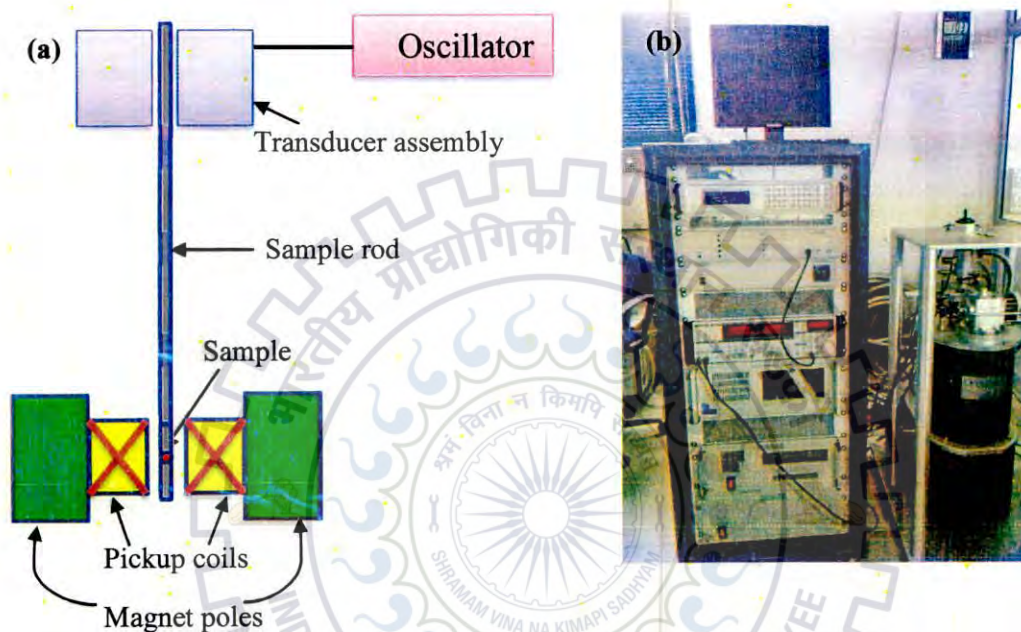 (a)
Oscillator
Transducer assembly
Sample rod
Sample
Pickup coils
Magnet poles
(b)
भारतीय प्रौद्योगिकी
श्रमं विना न किमपि
SHRAMAM VINA NA KIMAPI SADHYAM